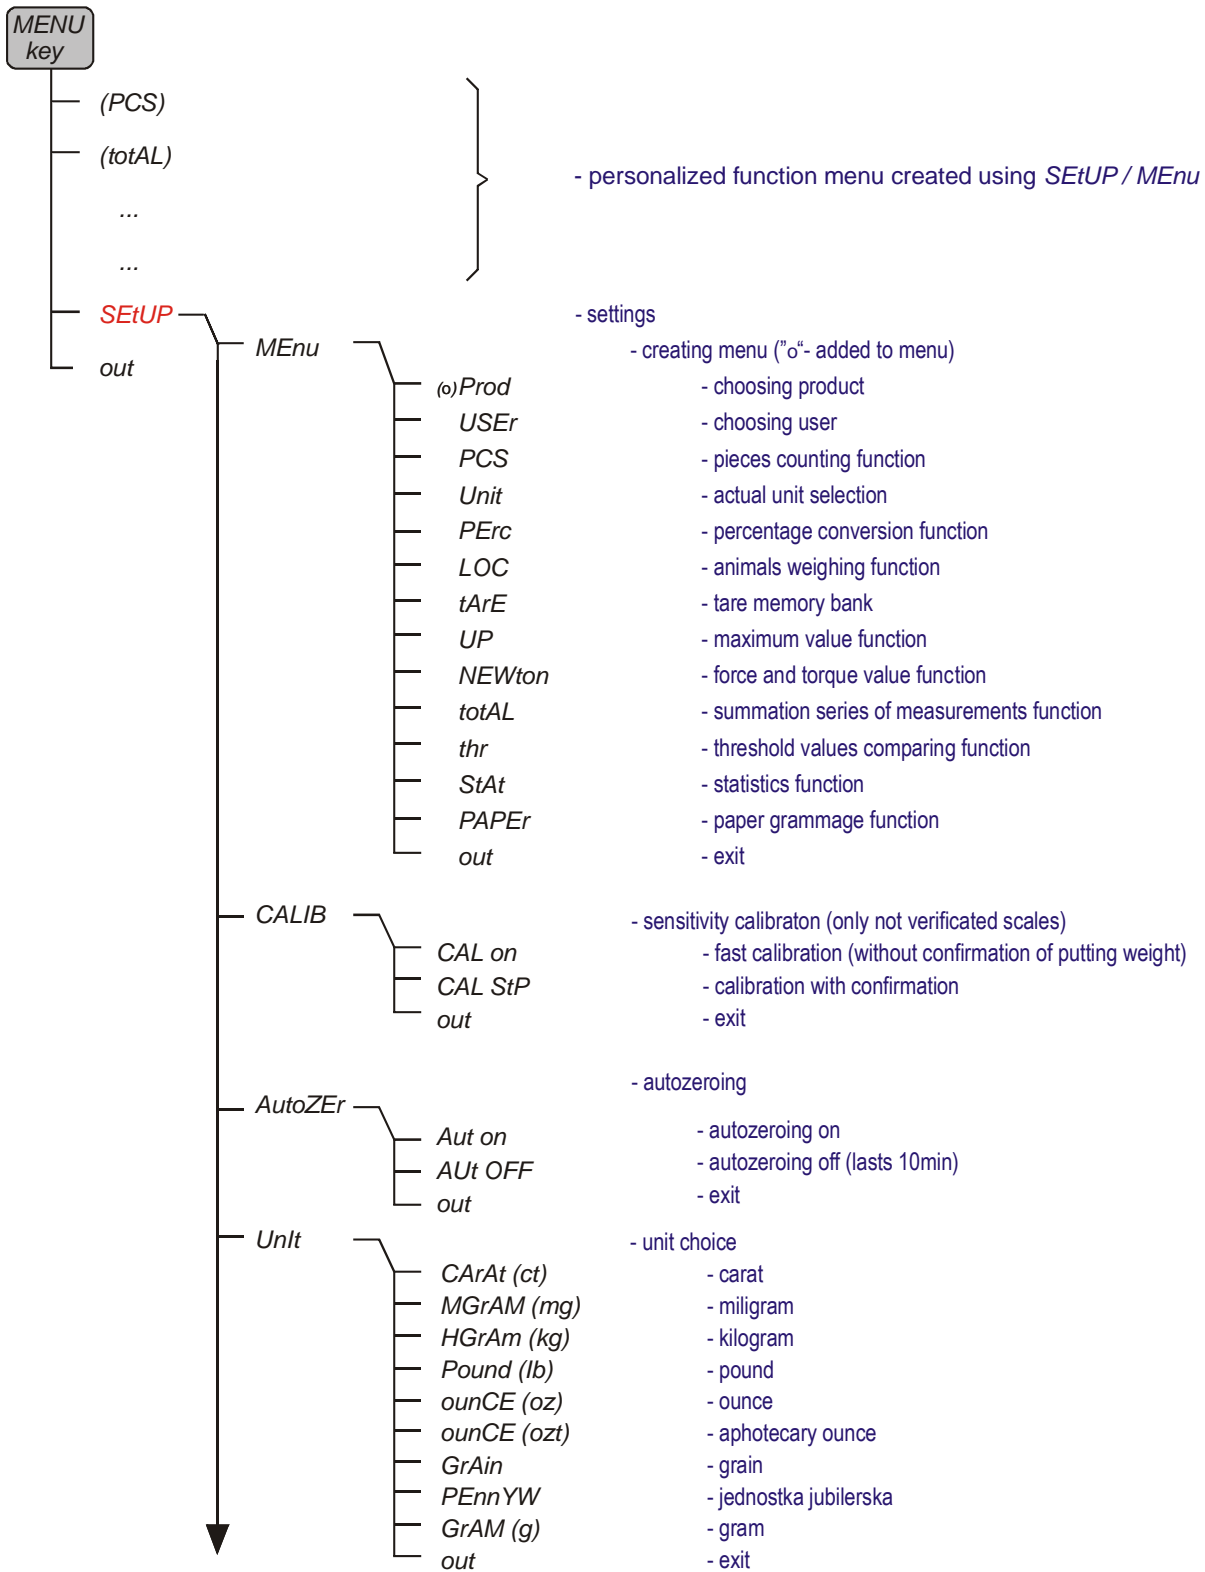 MENU
key
(PCS)
(totAL)
- personalized function menu created using SEtUP / MEnu
...
...
SEtUP - settings
MEnu - creating menu (”o“- added to menu)
out
(o)Prod - choosing product
USEr - choosing user
PCS - pieces counting function
Unit - actual unit selection
PErc - percentage conversion function
LOC - animals weighing function
tArE - tare memory bank
UP - maximum value function
NEWton - force and torque value function
totAL - summation series of measurements function
thr - threshold values comparing function
StAt - statistics function
PAPEr - paper grammage function
out - exit
CALIB - sensitivity calibraton (only not verificated scales)
CAL on - fast calibration (without confirmation of putting weight)
CAL StP - calibration with confirmation
out - exit
AutoZEr - autozeroing
Aut on - autozeroing on
AUt OFF - autozeroing off (lasts 10min)
out - exit
UnIt - unit choice
CArAt (ct) - carat
MGrAM (mg) - miligram
HGrAm (kg) - kilogram
Pound (lb) - pound
ounCE (oz) - ounce
ounCE (ozt) - aphotecary ounce
GrAin - grain
PEnnYW - jednostka jubilerska
GrAM (g) - gram
out - exit